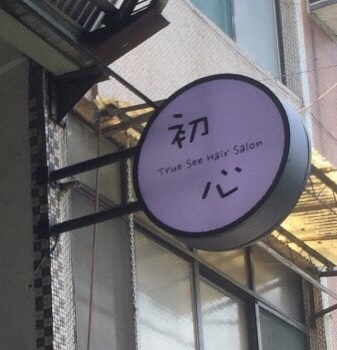 初
True See Hair Salon
心